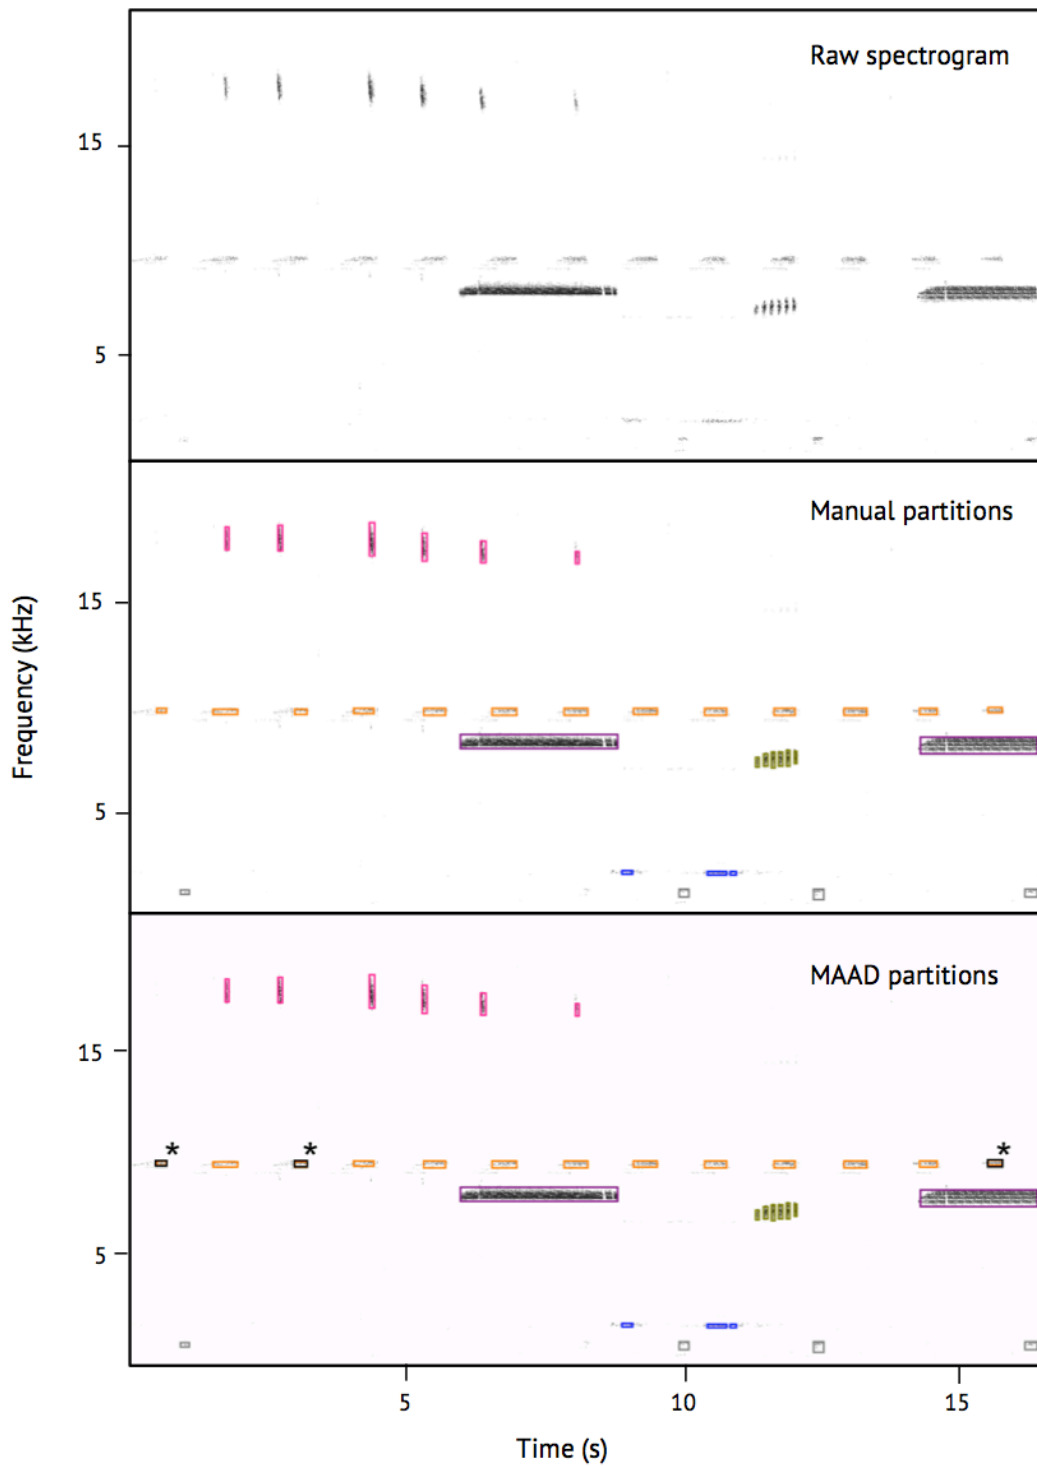 Raw spectrogram
15
5
Manual partitions
15
Frequency (kHz)
5
MAAD partitions
15
* * *
5
5 10 15
Time (s)